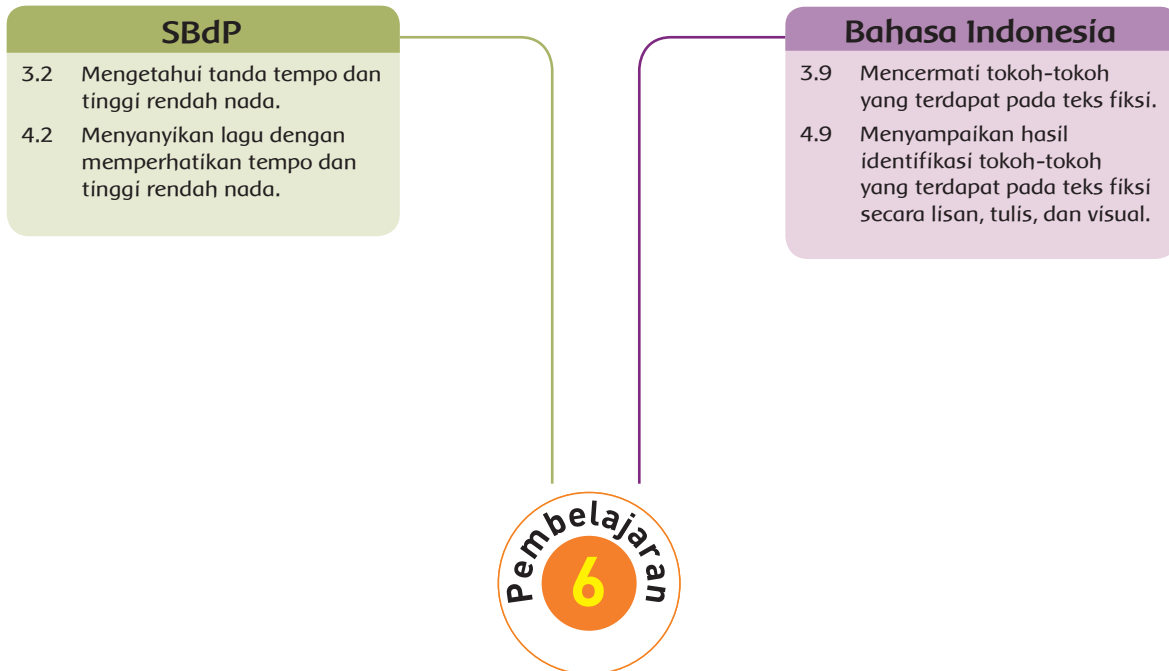 SBdP
3.2 Mengetahui tanda tempo dan
tinggi rendah nada.
4.2 Menyanyikan lagu dengan
memperhatikan tempo dan
tinggi rendah nada.
Bahasa Indonesia
3.9 Mencermati tokoh-tokoh
yang terdapat pada teks fiksi.
4.9 Menyampaikan hasil
identifikasi tokoh-tokoh
yang terdapat pada teks fiksi
secara lisan, tulis, dan visual.
Pembelajaran
6